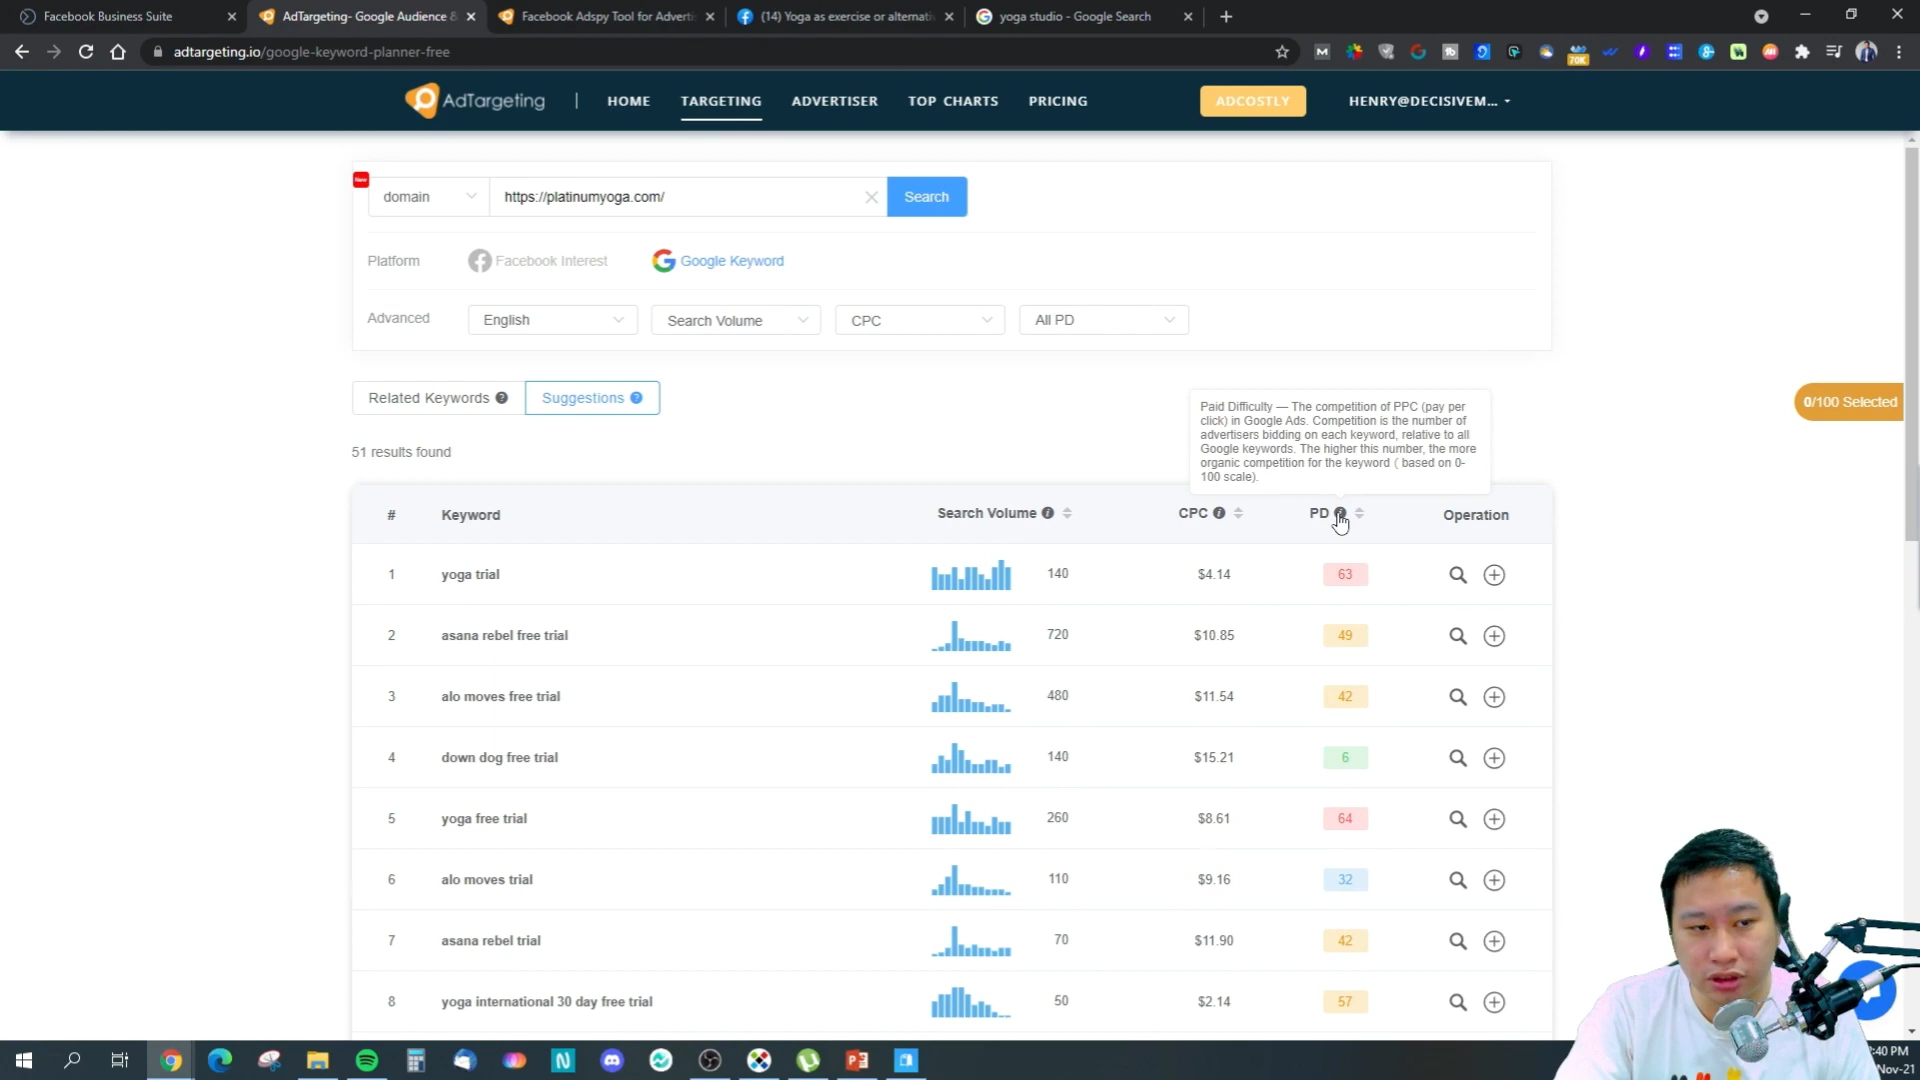 Facebook Business Suite
AdTargeting- Google Audience &
Facebook Adspy Tool for Adverti
(14) Yoga as exercise or alternati
yoga studio - Google Search
adtargeting.io/google-keyword-planner-free
70K
AdTargeting
HOME
TARGETING
ADVERTISER
TOP CHARTS
PRICING
ADCOSTLY
HENRY@DECISIVEM...
New
domain
https://platinumyoga.com/
Search
Platform
Facebook Interest
Google Keyword
Advanced
English
Search Volume
CPC
All PD
Related Keywords
Suggestions
0/100 Selected
Paid Difficulty — The competition of PPC (pay per
click) in Google Ads. Competition is the number of
advertisers bidding on each keyword, relative to all
Google keywords. The higher this number, the more
organic competition for the keyword ( based on 0-
100 scale).
51 results found
# Keyword Search Volume CPC PD Operation
1 yoga trial 140 $4.14 63
2 asana rebel free trial 720 $10.85 49
3 alo moves free trial 480 $11.54 42
4 down dog free trial 140 $15.21 6
5 yoga free trial 260 $8.61 64
6 alo moves trial 110 $9.16 32
7 asana rebel trial 70 $11.90 42
8 yoga international 30 day free trial 50 $2.14 57
:40 PM
Nov-21